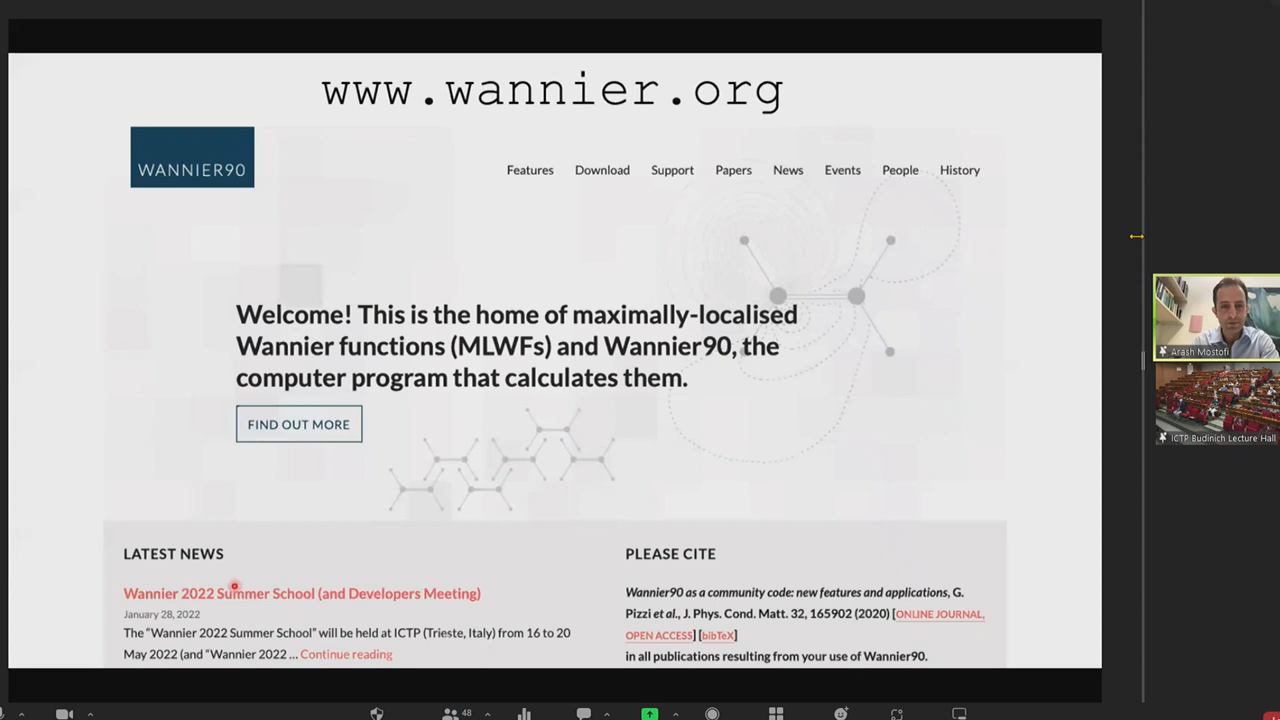 www.wannier.org
WANNIER90
Features Download Support Papers News Events People History
Welcome! This is the home of maximally-localised
Wannier functions (MLWFs) and Wannier90, the
computer program that calculates them.
FIND OUT MORE
LATEST NEWS
Wannier 2022 Summer School (and Developers Meeting)
January 28, 2022
The “Wannier 2022 Summer School” will be held at ICTP (Trieste, Italy) from 16 to 20
May 2022 (and “Wannier 2022 ... Continue reading
PLEASE CITE
Wannier90 as a community code: new features and applications, G.
Pizzi et al., J. Phys. Cond. Matt. 32, 165902 (2020) [ONLINE JOURNAL,
OPEN ACCESS] [bibTeX]
in all publications resulting from your use of Wannier90.
Arash Mostofi
ICTP Budinich Lecture Hall
48